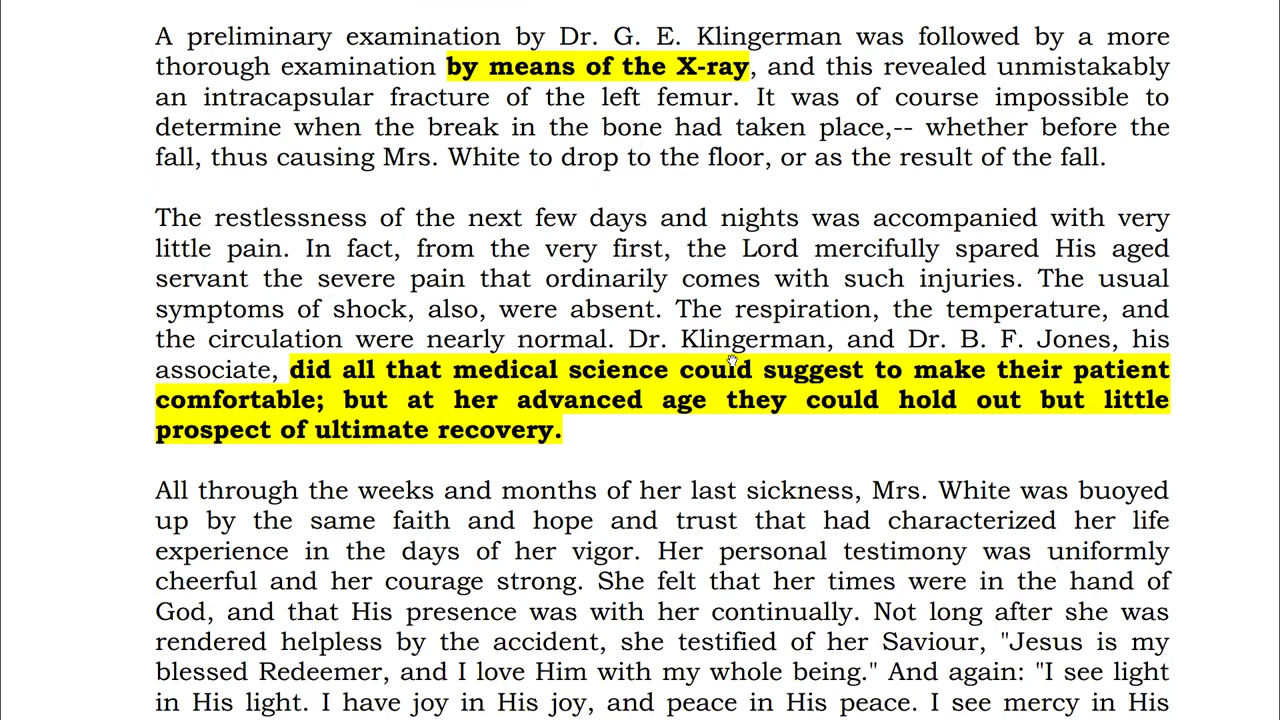 A preliminary examination by Dr. G. E. Klingerman was followed by a more
thorough examination by means of the X-ray, and this revealed unmistakably
an intracapsular fracture of the left femur. It was of course impossible to
determine when the break in the bone had taken place,-- whether before the
fall, thus causing Mrs. White to drop to the floor, or as the result of the fall.
The restlessness of the next few days and nights was accompanied with very
little pain. In fact, from the very first, the Lord mercifully spared His aged
servant the severe pain that ordinarily comes with such injuries. The usual
symptoms of shock, also, were absent. The respiration, the temperature, and
the circulation were nearly normal. Dr. Klingerman, and Dr. B. F. Jones, his
associate, did all that medical science could suggest to make their patient
comfortable; but at her advanced age they could hold out but little
prospect of ultimate recovery.
All through the weeks and months of her last sickness, Mrs. White was buoyed
up by the same faith and hope and trust that had characterized her life
experience in the days of her vigor. Her personal testimony was uniformly
cheerful and her courage strong. She felt that her times were in the hand of
God, and that His presence was with her continually. Not long after she was
rendered helpless by the accident, she testified of her Saviour, "Jesus is my
blessed Redeemer, and I love Him with my whole being." And again: "I see light
in His light. I have joy in His joy, and peace in His peace. I see mercy in His